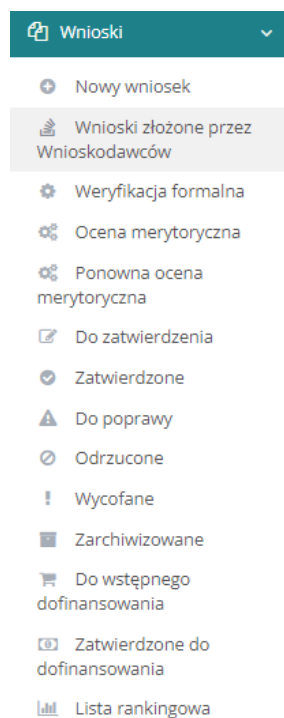 Wnioski
Nowy wniosek
Wnioski złożone przez
Wnioskodawców
Weryfikacja formalna
Ocena merytoryczna
Ponowna ocena
merytoryczna
Do zatwierdzenia
Zatwierdzone
Do poprawy
Odrzucone
Wycofane
Zarchiwizowane
Do wstępnego
dofinansowania
Zatwierdzone do
dofinansowania
Lista rankingowa